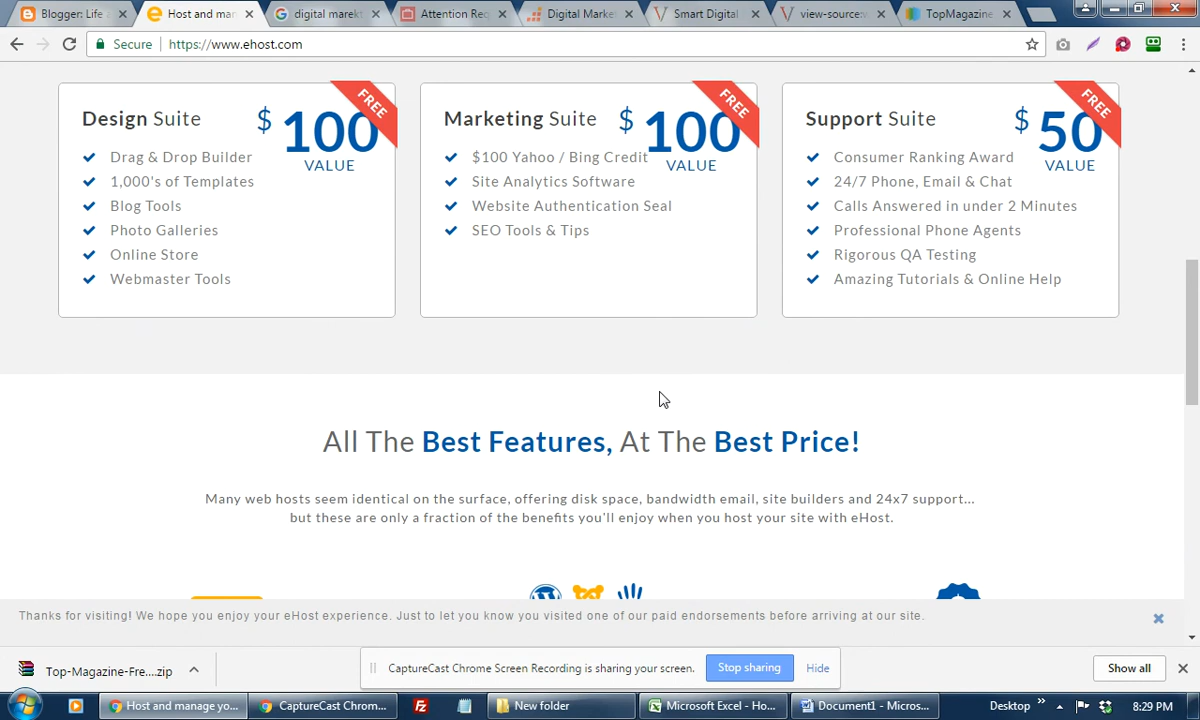 Blogger: Life
Host and man
digital marekt
Attention Req
Digital Marke
Smart Digital
view-source:v
TopMagazine
Secure
https://www.ehost.com
Design Suite
$ 100
VALUE
FREE
Drag & Drop Builder
1,000's of Templates
Blog Tools
Photo Galleries
Online Store
Webmaster Tools
Marketing Suite
$ 100
VALUE
FREE
$100 Yahoo / Bing Credit
Site Analytics Software
Website Authentication Seal
SEO Tools & Tips
Support Suite
$ 50
VALUE
FREE
Consumer Ranking Award
24/7 Phone, Email & Chat
Calls Answered in under 2 Minutes
Professional Phone Agents
Rigorous QA Testing
Amazing Tutorials & Online Help
All The Best Features, At The Best Price!
Many web hosts seem identical on the surface, offering disk space, bandwidth email, site builders and 24x7 support...
but these are only a fraction of the benefits you'll enjoy when you host your site with eHost.
Thanks for visiting! We hope you enjoy your eHost experience. Just to let you know you visited one of our paid endorsements before arriving at our site.
Top-Magazine-Fre....zip
CaptureCast Chrome Screen Recording is sharing your screen.
Stop sharing
Hide
Show all
Host and manage yo...
CaptureCast Chrom...
New folder
Microsoft Excel - Ho...
Document1 - Micros...
Desktop
8:29 PM